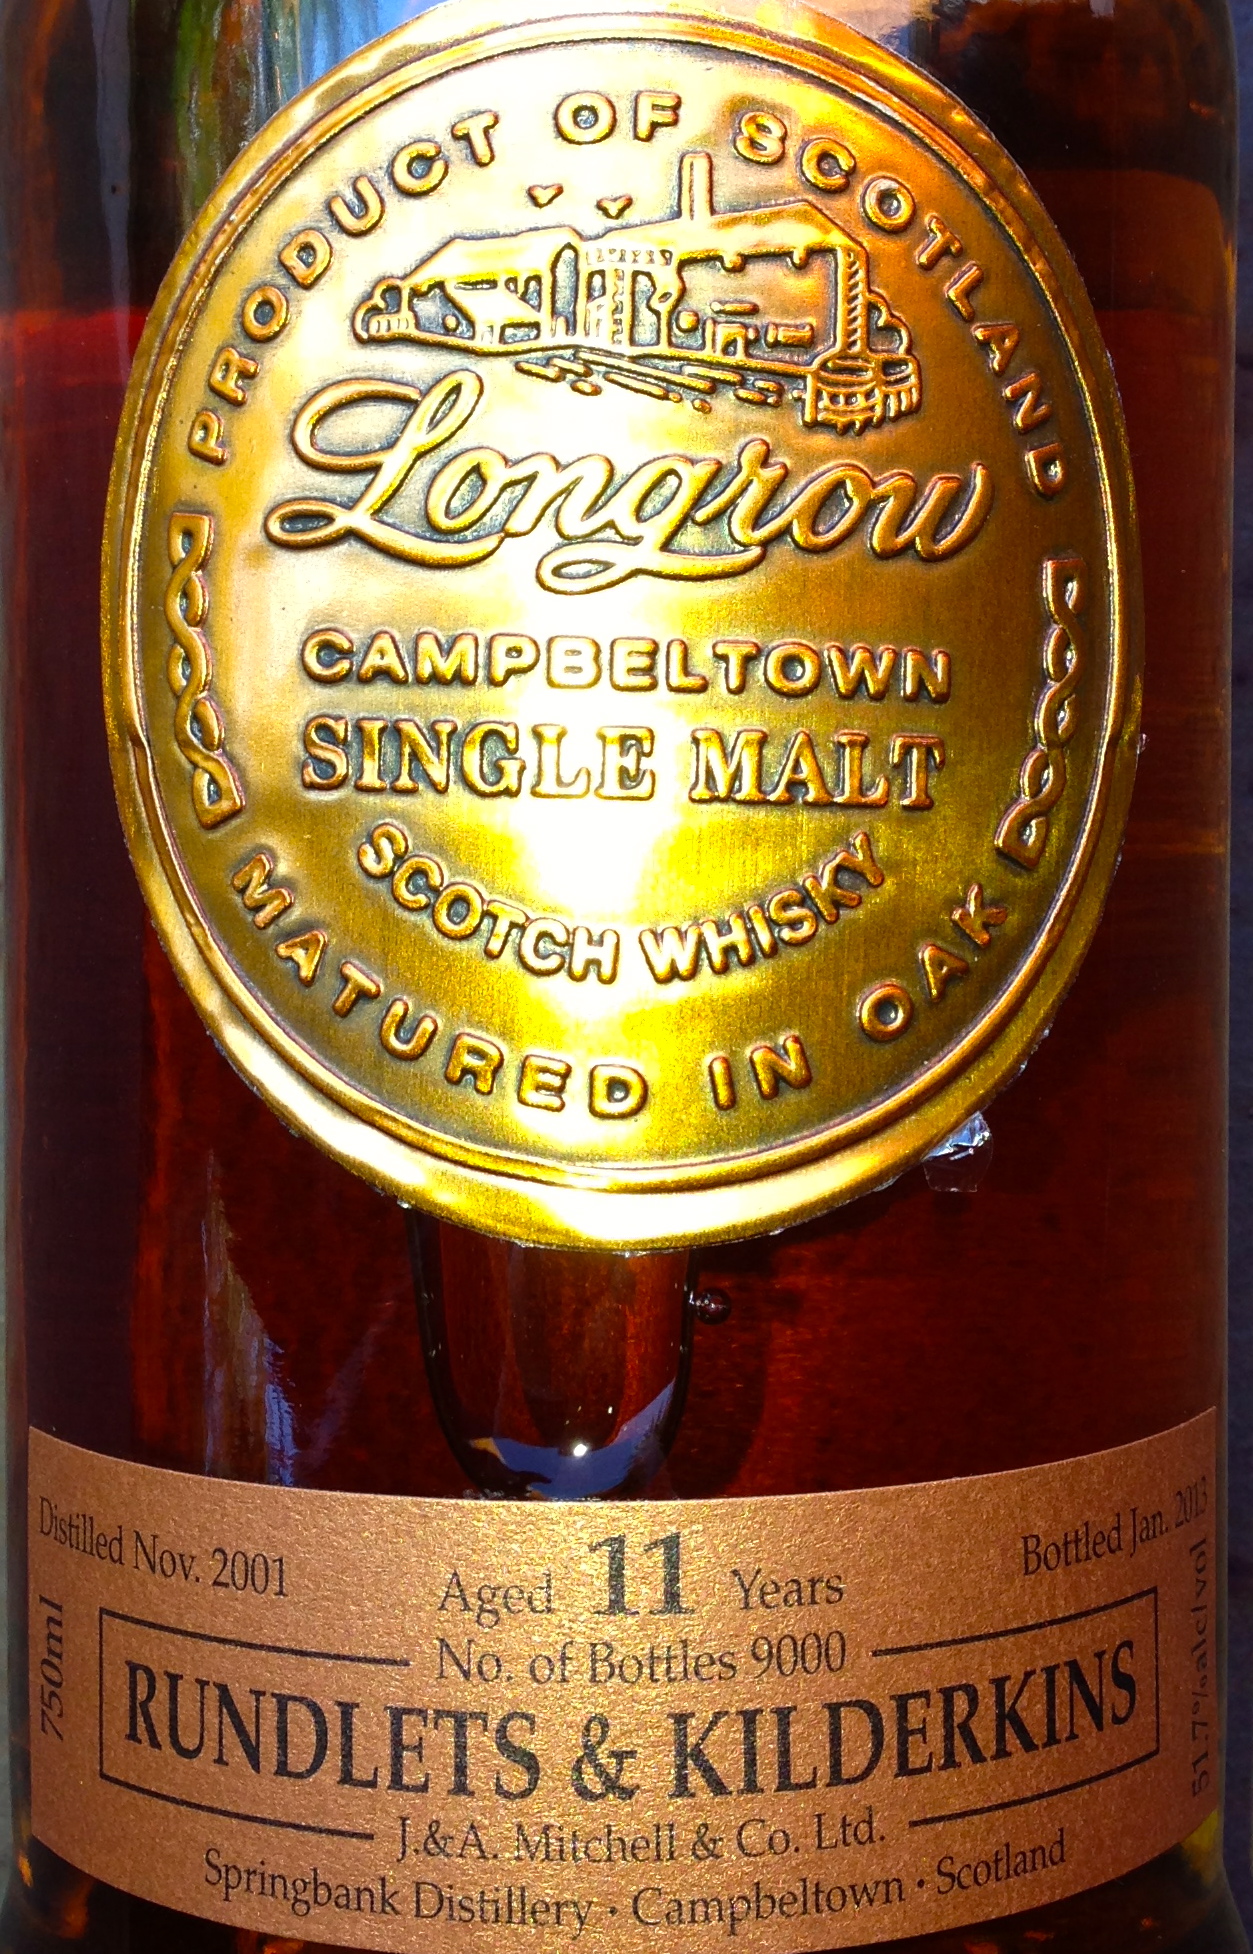 PRODUCT OF SCOTLAND
Longrow
CAMPBELTOWN
SINGLE MALT
SCOTCH WHISKY
MATURED IN OAK
Distilled Nov. 2001
Aged 11 Years
Bottled Jan. 2013
No. of Bottles 9000
750ml
RUNDLETS & KILDERKINS
51.7%alc/vol
J.&A. Mitchell & Co. Ltd.
Springbank Distillery · Campbeltown · Scotland